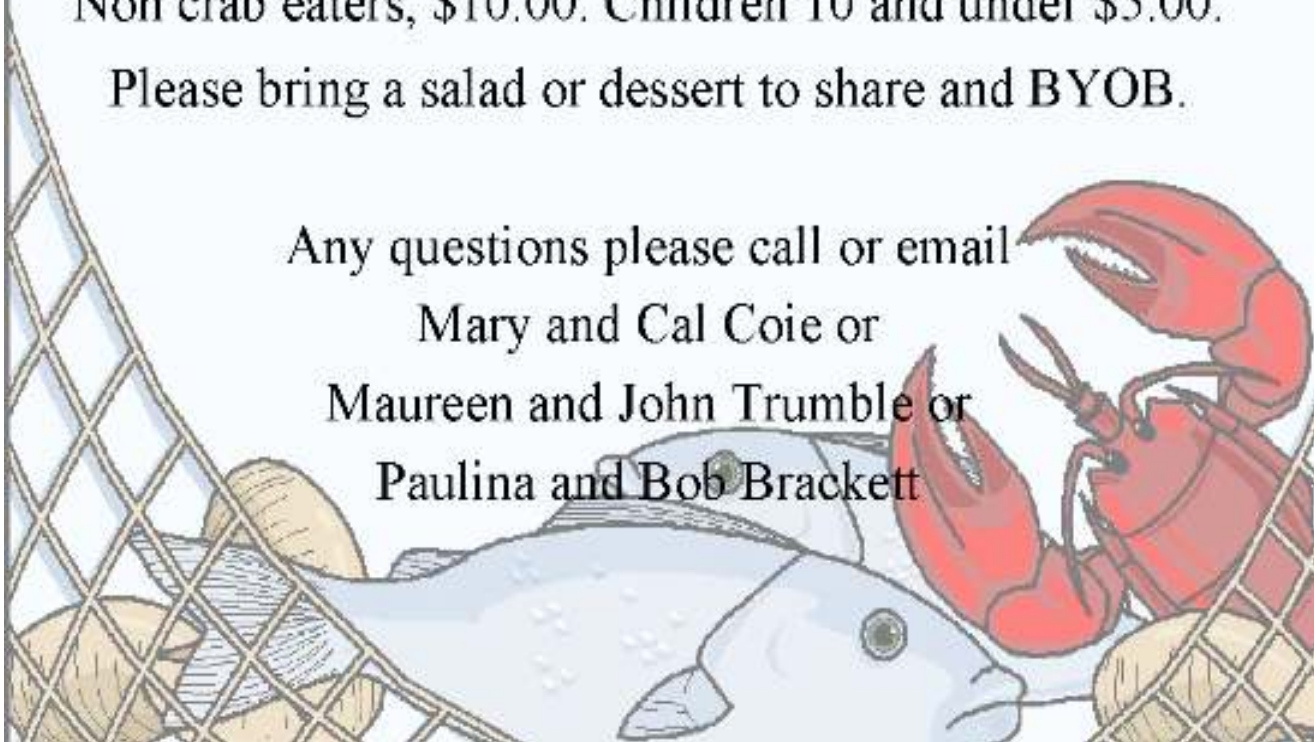 Non crab eaters, $10.00. Children 10 and under $5.00.
Please bring a salad or dessert to share and BYOB.
Any questions please call or email
Mary and Cal Coie or
Maureen and John Trumble or
Paulina and Bob Brackett